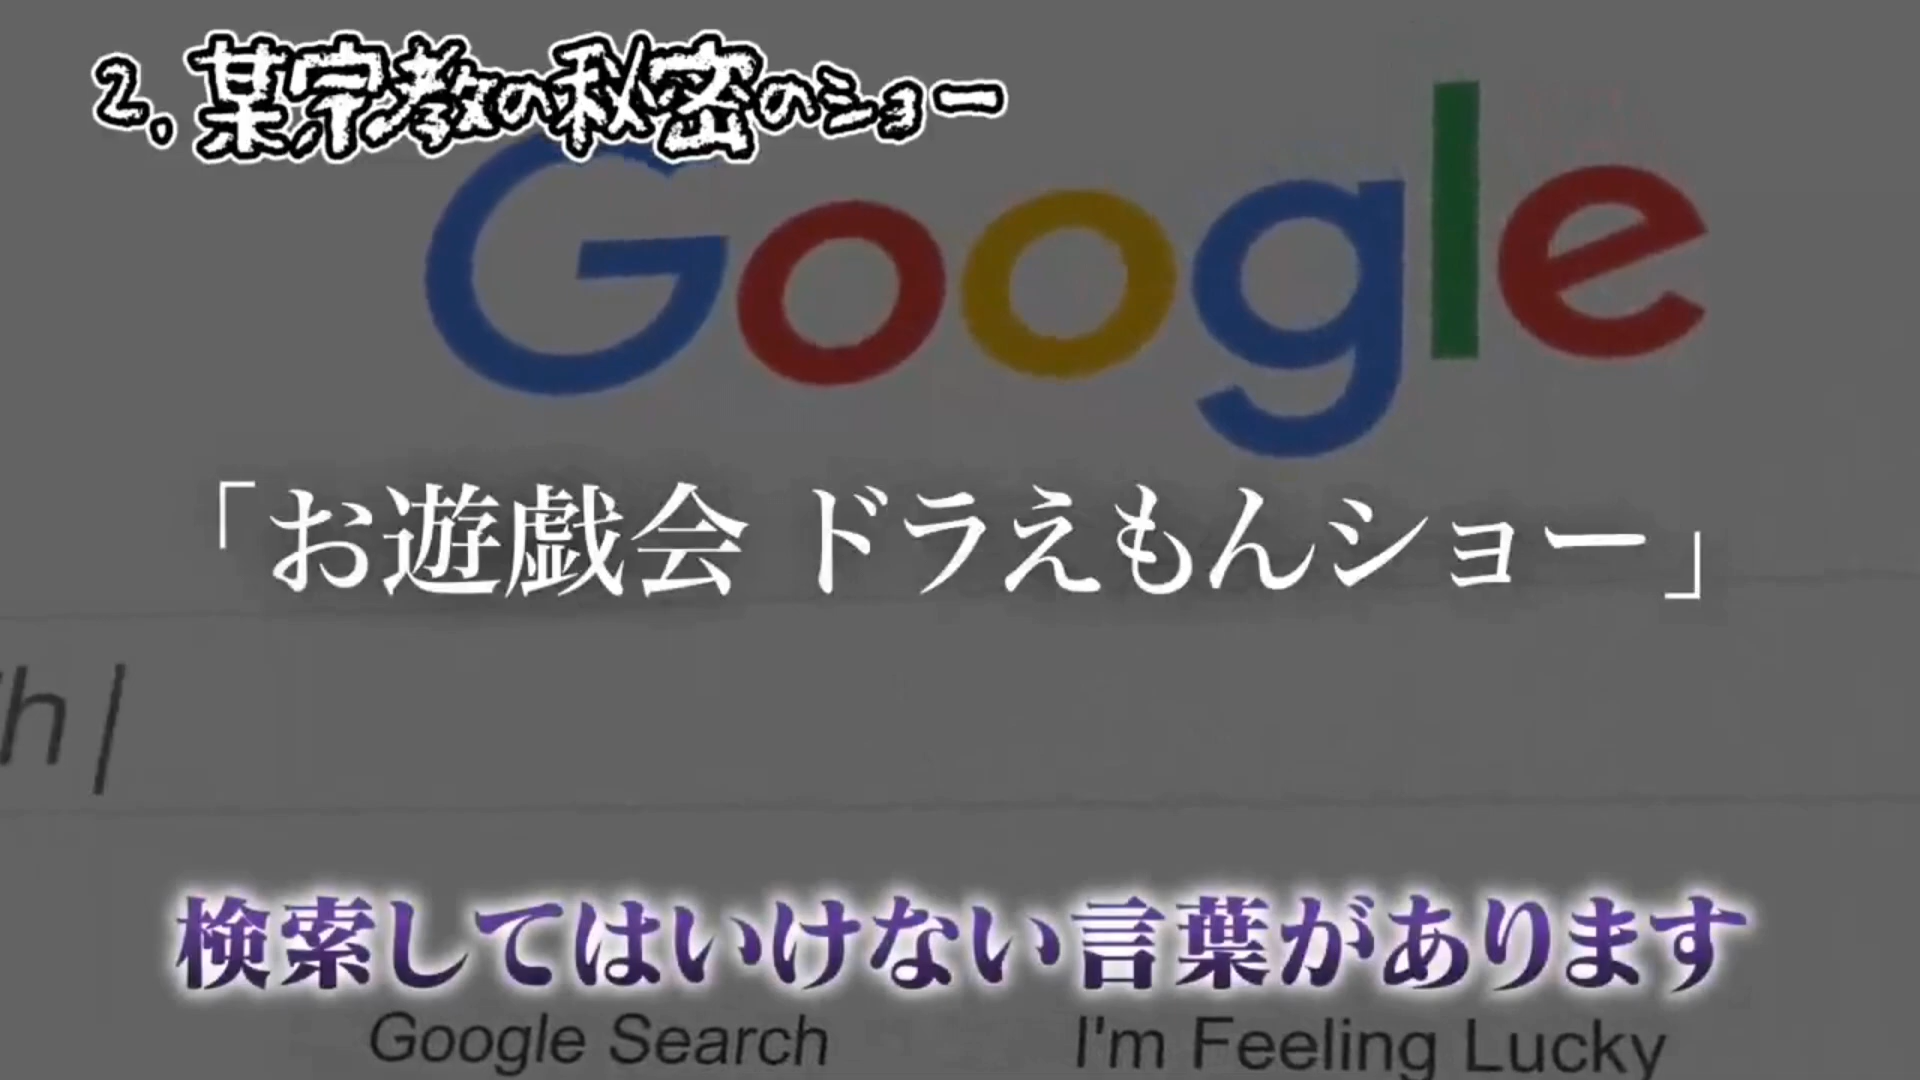 2.某宗教の秘密のショー
Google
「お遊戯会 ドラえもんショー」
h|
検索してはいけない言葉があります
Google Search
I'm Feeling Lucky